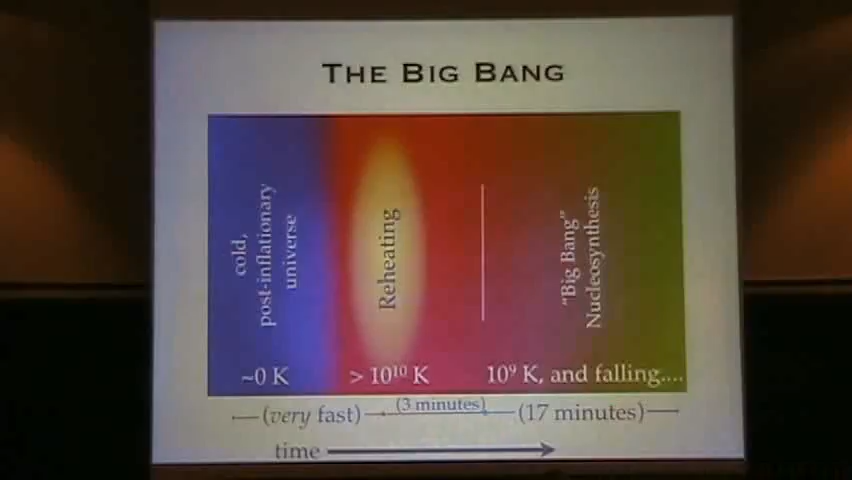 THE BIG BANG
cold,
post-inflationary
universe
Reheating
"Big Bang"
Nucleosynthesis
~0 K
> 10¹⁰ K
10⁹ K, and falling....
(very fast)
(3 minutes)
(17 minutes)
time